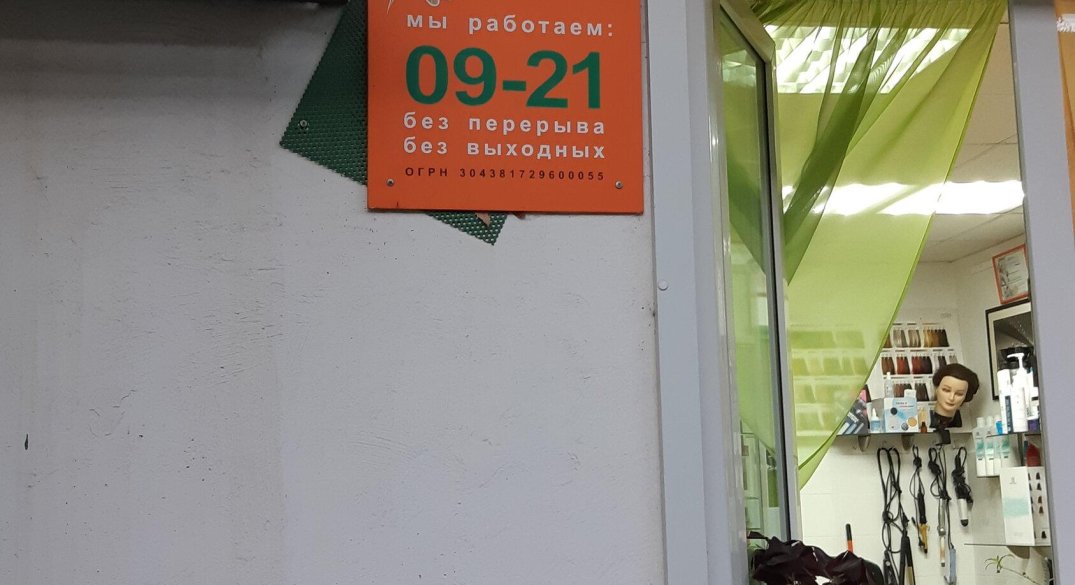 мы работаем:
09-21
без перерыва
без выходных
ОГРН 304381729600055